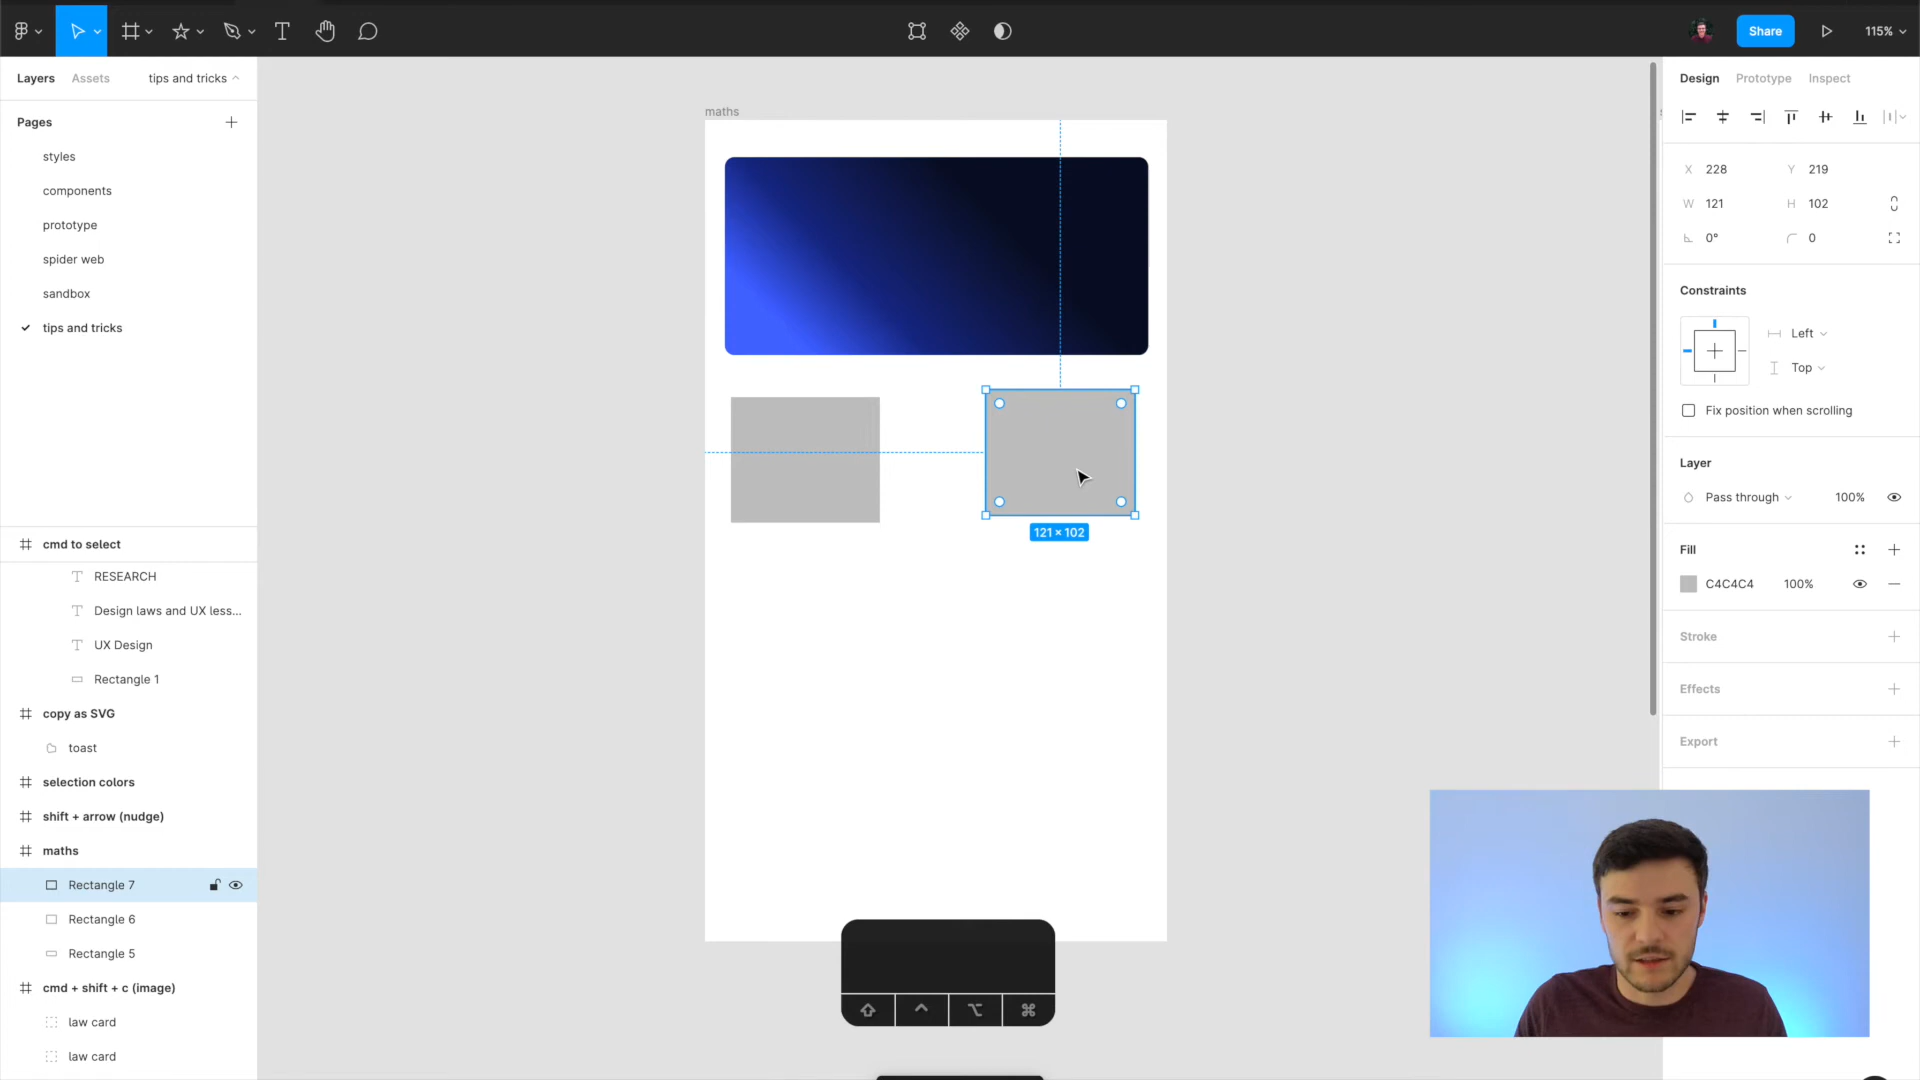 Share
115%
Layers
Assets
tips and tricks
Design
Prototype
Inspect
Pages
styles
components
prototype
spider web
sandbox
tips and tricks
cmd to select
RESEARCH
Design laws and UX less...
UX Design
Rectangle 1
copy as SVG
toast
selection colors
shift + arrow (nudge)
maths
Rectangle 7
Rectangle 6
Rectangle 5
cmd + shift + c (image)
law card
law card
maths
121 × 102
X 228
Y 219
W 121
H 102
0°
0
Constraints
Left
Top
Fix position when scrolling
Layer
Pass through
100%
Fill
C4C4C4
100%
Stroke
Effects
Export